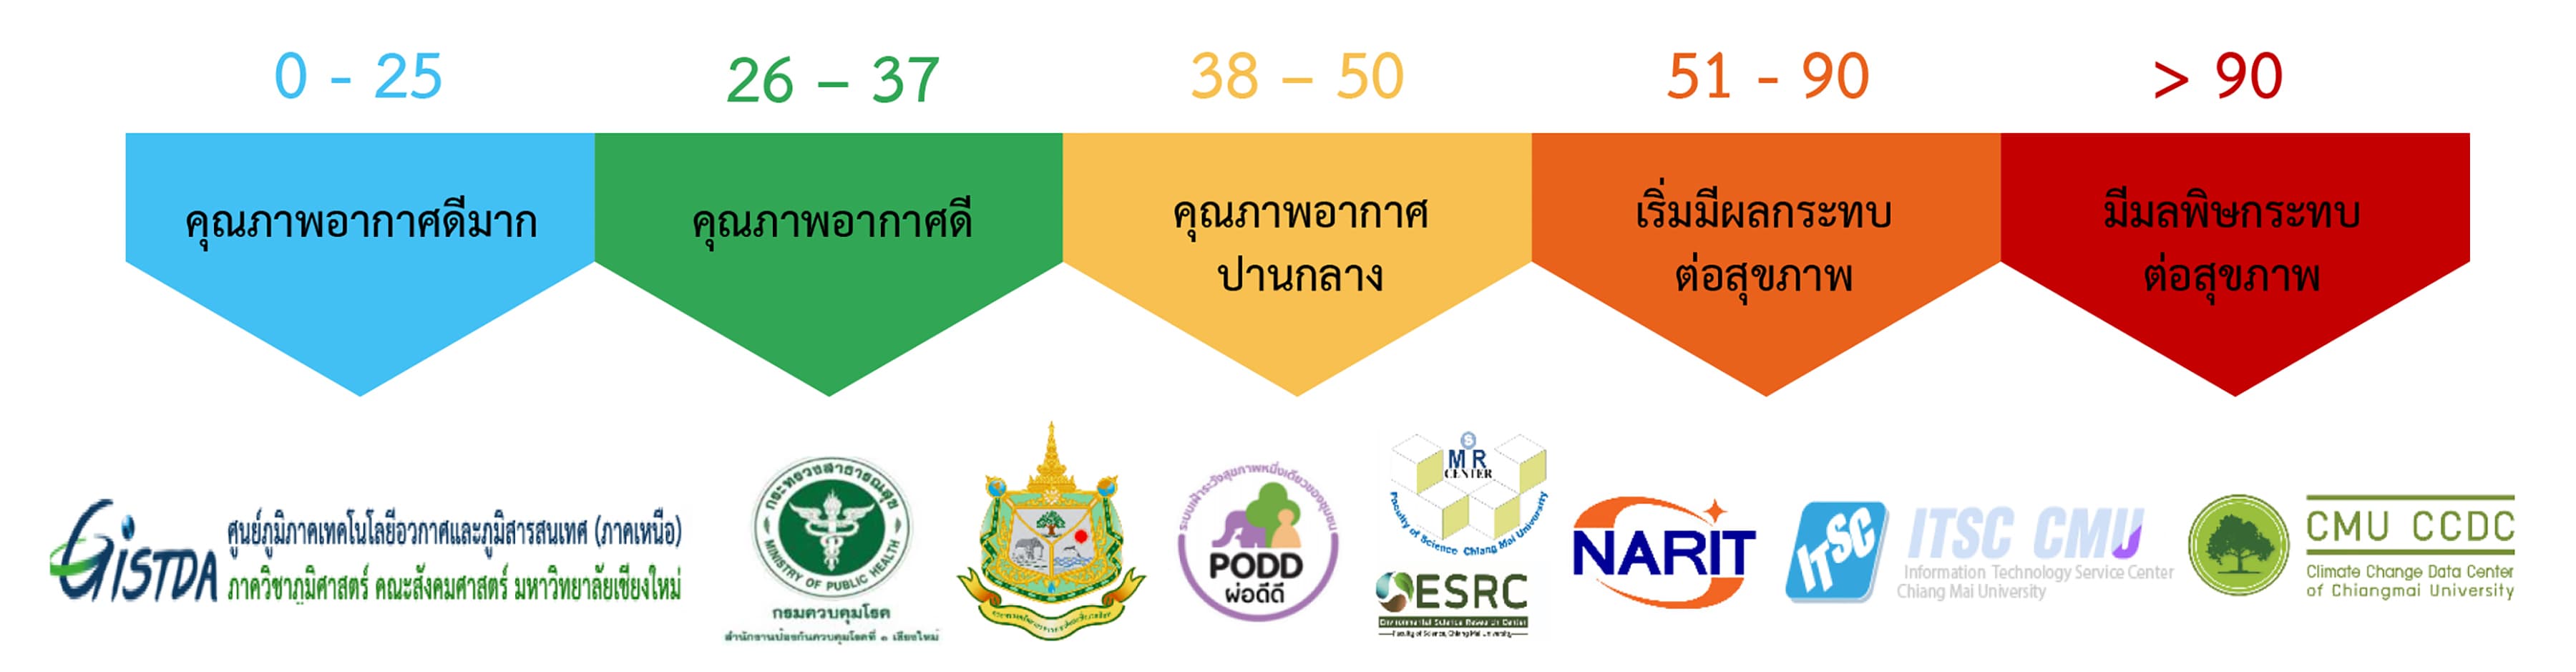 0 - 25
26 – 37
38 – 50
51 - 90
> 90
คุณภาพอากาศดีมาก
คุณภาพอากาศดี
คุณภาพอากาศ
ปานกลาง
เริ่มมีผลกระทบ
ต่อสุขภาพ
มีมลพิษกระทบ
ต่อสุขภาพ
GISTDA
ศูนย์ภูมิภาคเทคโนโลยีอวกาศและภูมิสารสนเทศ (ภาคเหนือ)
ภาควิชาภูมิศาสตร์ คณะสังคมศาสตร์ มหาวิทยาลัยเชียงใหม่
กระทรวงสาธารณสุข
MINISTRY OF PUBLIC HEALTH
กรมควบคุมโรค
สำนักงานป้องกันควบคุมโรคที่ ๑ เชียงใหม่
ระบบเฝ้าระวังสุขภาพหนึ่งเดียวของชุมชน
PODD
ผ่อดีดี
S
M R
CENTER
Faculty of Science Chiang Mai University
ESRC
Environmental Science Research Center
Faculty of Science, Chiang Mai University
NARIT
ITSC
ITSC CMU
Information Technology Service Center
Chiang Mai University
CMU CCDC
Climate Change Data Center
of Chiangmai University